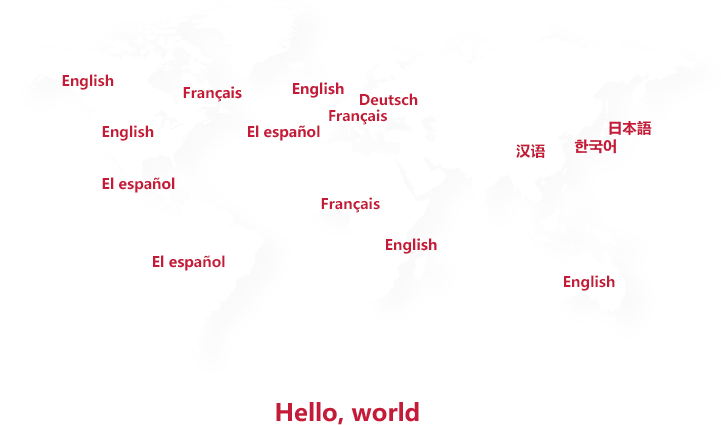 English
Français
English
Deutsch
Français
English
El español
日本語
한국어
汉语
El español
Français
English
El español
English
Hello, world